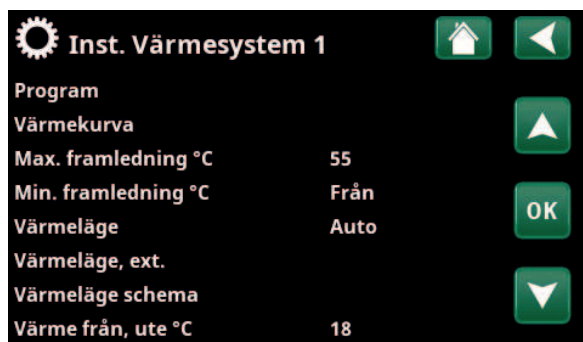 Inst. Värmesystem 1
Program
Värmekurva
Max. framledning °C 55
Min. framledning °C Från
Värmeläge Auto
OK
Värmeläge, ext.
Värmeläge schema
Värme från, ute °C 18